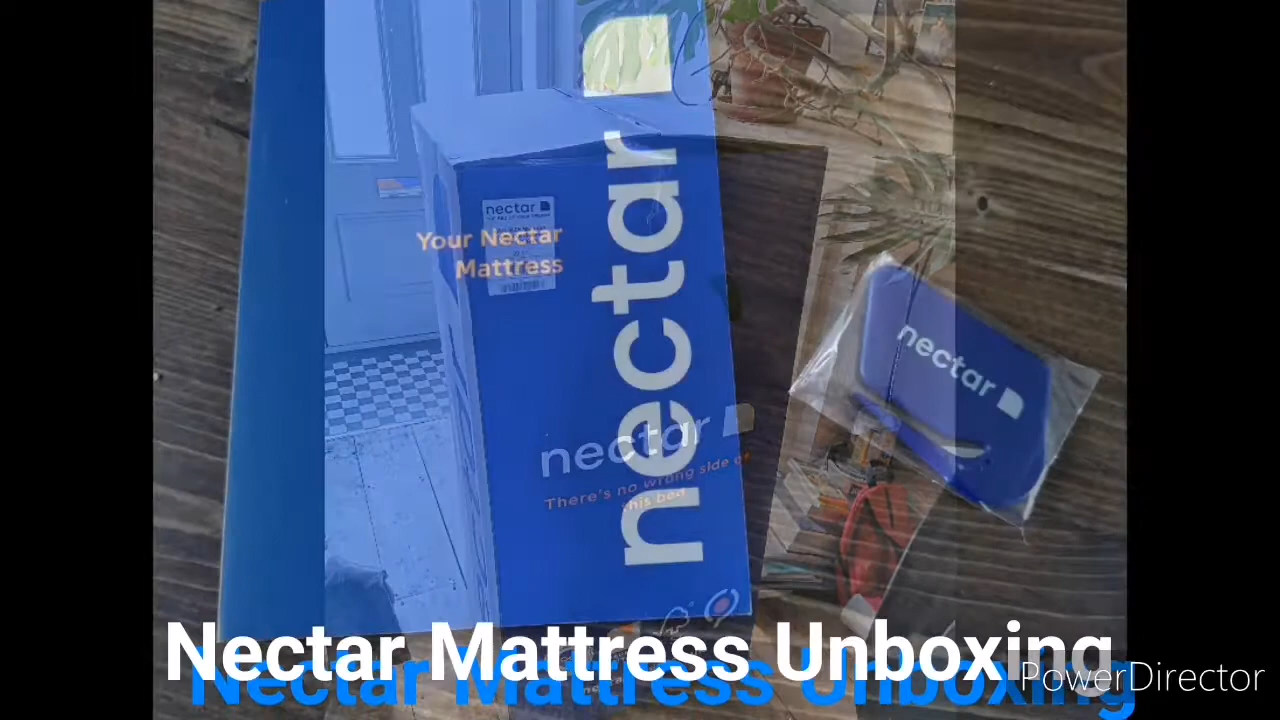 nectar
Your Nectar
Mattress
nectar
nectar
nectar
There's no wrong side of
this bed
Nectar Mattress Unboxing
PowerDirector